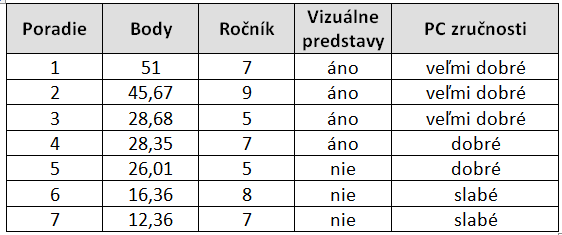 Poradie Body Ročník Vizuálne predstavy PC zručnosti
1 51 7 áno veľmi dobré
2 45,67 9 áno veľmi dobré
3 28,68 5 áno veľmi dobré
4 28,35 7 áno dobré
5 26,01 5 nie dobré
6 16,36 8 nie slabé
7 12,36 7 nie slabé